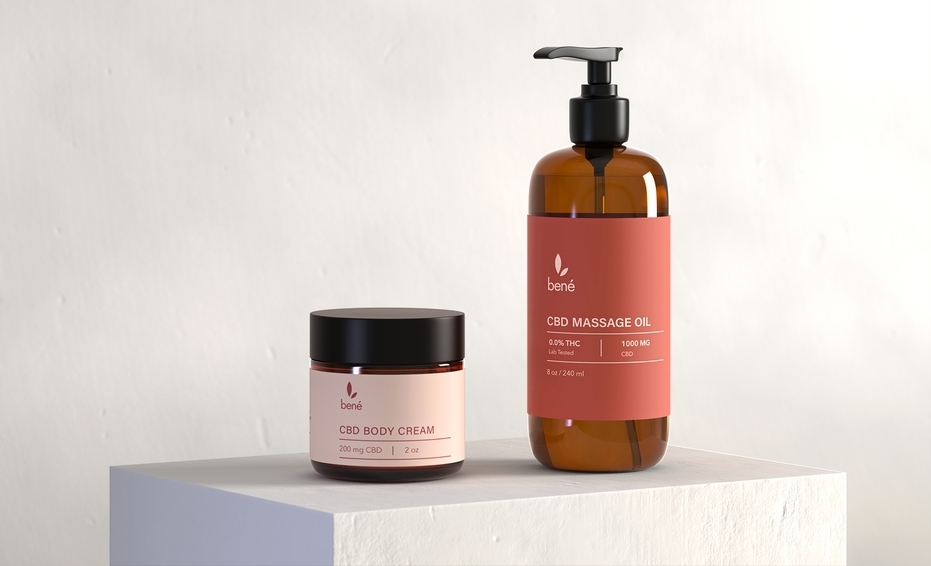 bené
CBD BODY CREAM
200 mg CBD | 2 oz
bené
CBD MASSAGE OIL
0.0% THC | 1000 MG
Lab Tested CBD
8 oz / 240 ml